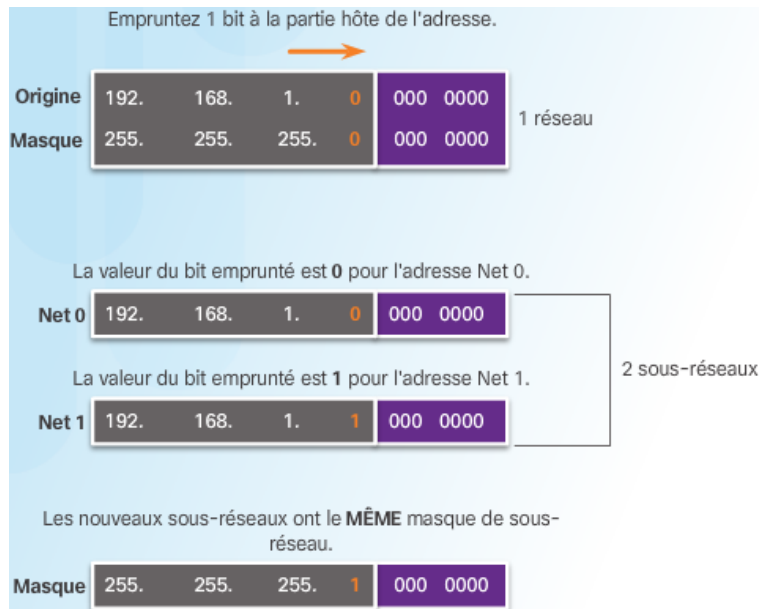 Empruntez 1 bit à la partie hôte de l'adresse.
Origine 192. 168. 1. 0 000 0000
Masque 255. 255. 255. 0 000 0000
1 réseau
La valeur du bit emprunté est 0 pour l'adresse Net 0.
Net 0 192. 168. 1. 0 000 0000
La valeur du bit emprunté est 1 pour l'adresse Net 1.
Net 1 192. 168. 1. 1 000 0000
2 sous-réseaux
Les nouveaux sous-réseaux ont le MÊME masque de sous-
réseau.
Masque 255. 255. 255. 1 000 0000